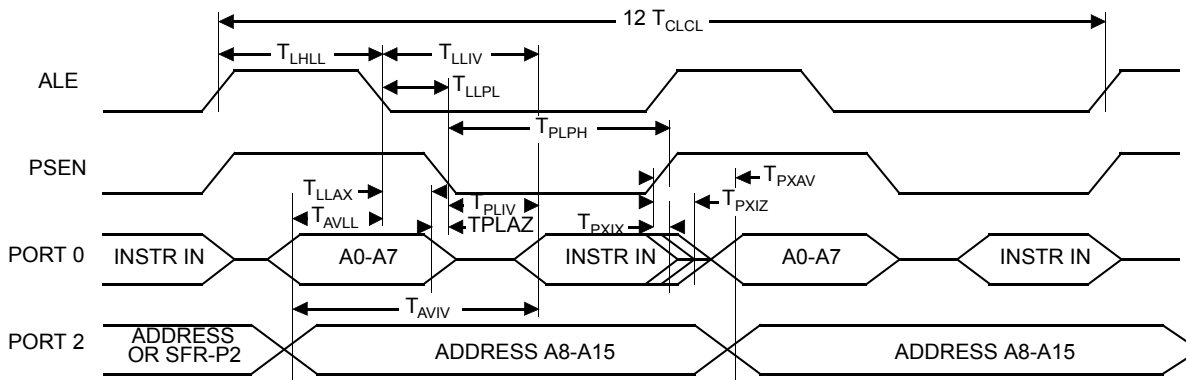 12 TCLCL
TLHLL TLLIV
ALE
TLLPL
TPLPH
PSEN
TLLAX TPXAV
TAVLL TPLIV TPXIZ
TPLAZ TPXIX
PORT 0 INSTR IN A0-A7 INSTR IN A0-A7 INSTR IN
TAVIV
PORT 2 ADDRESS OR SFR-P2 ADDRESS A8-A15 ADDRESS A8-A15